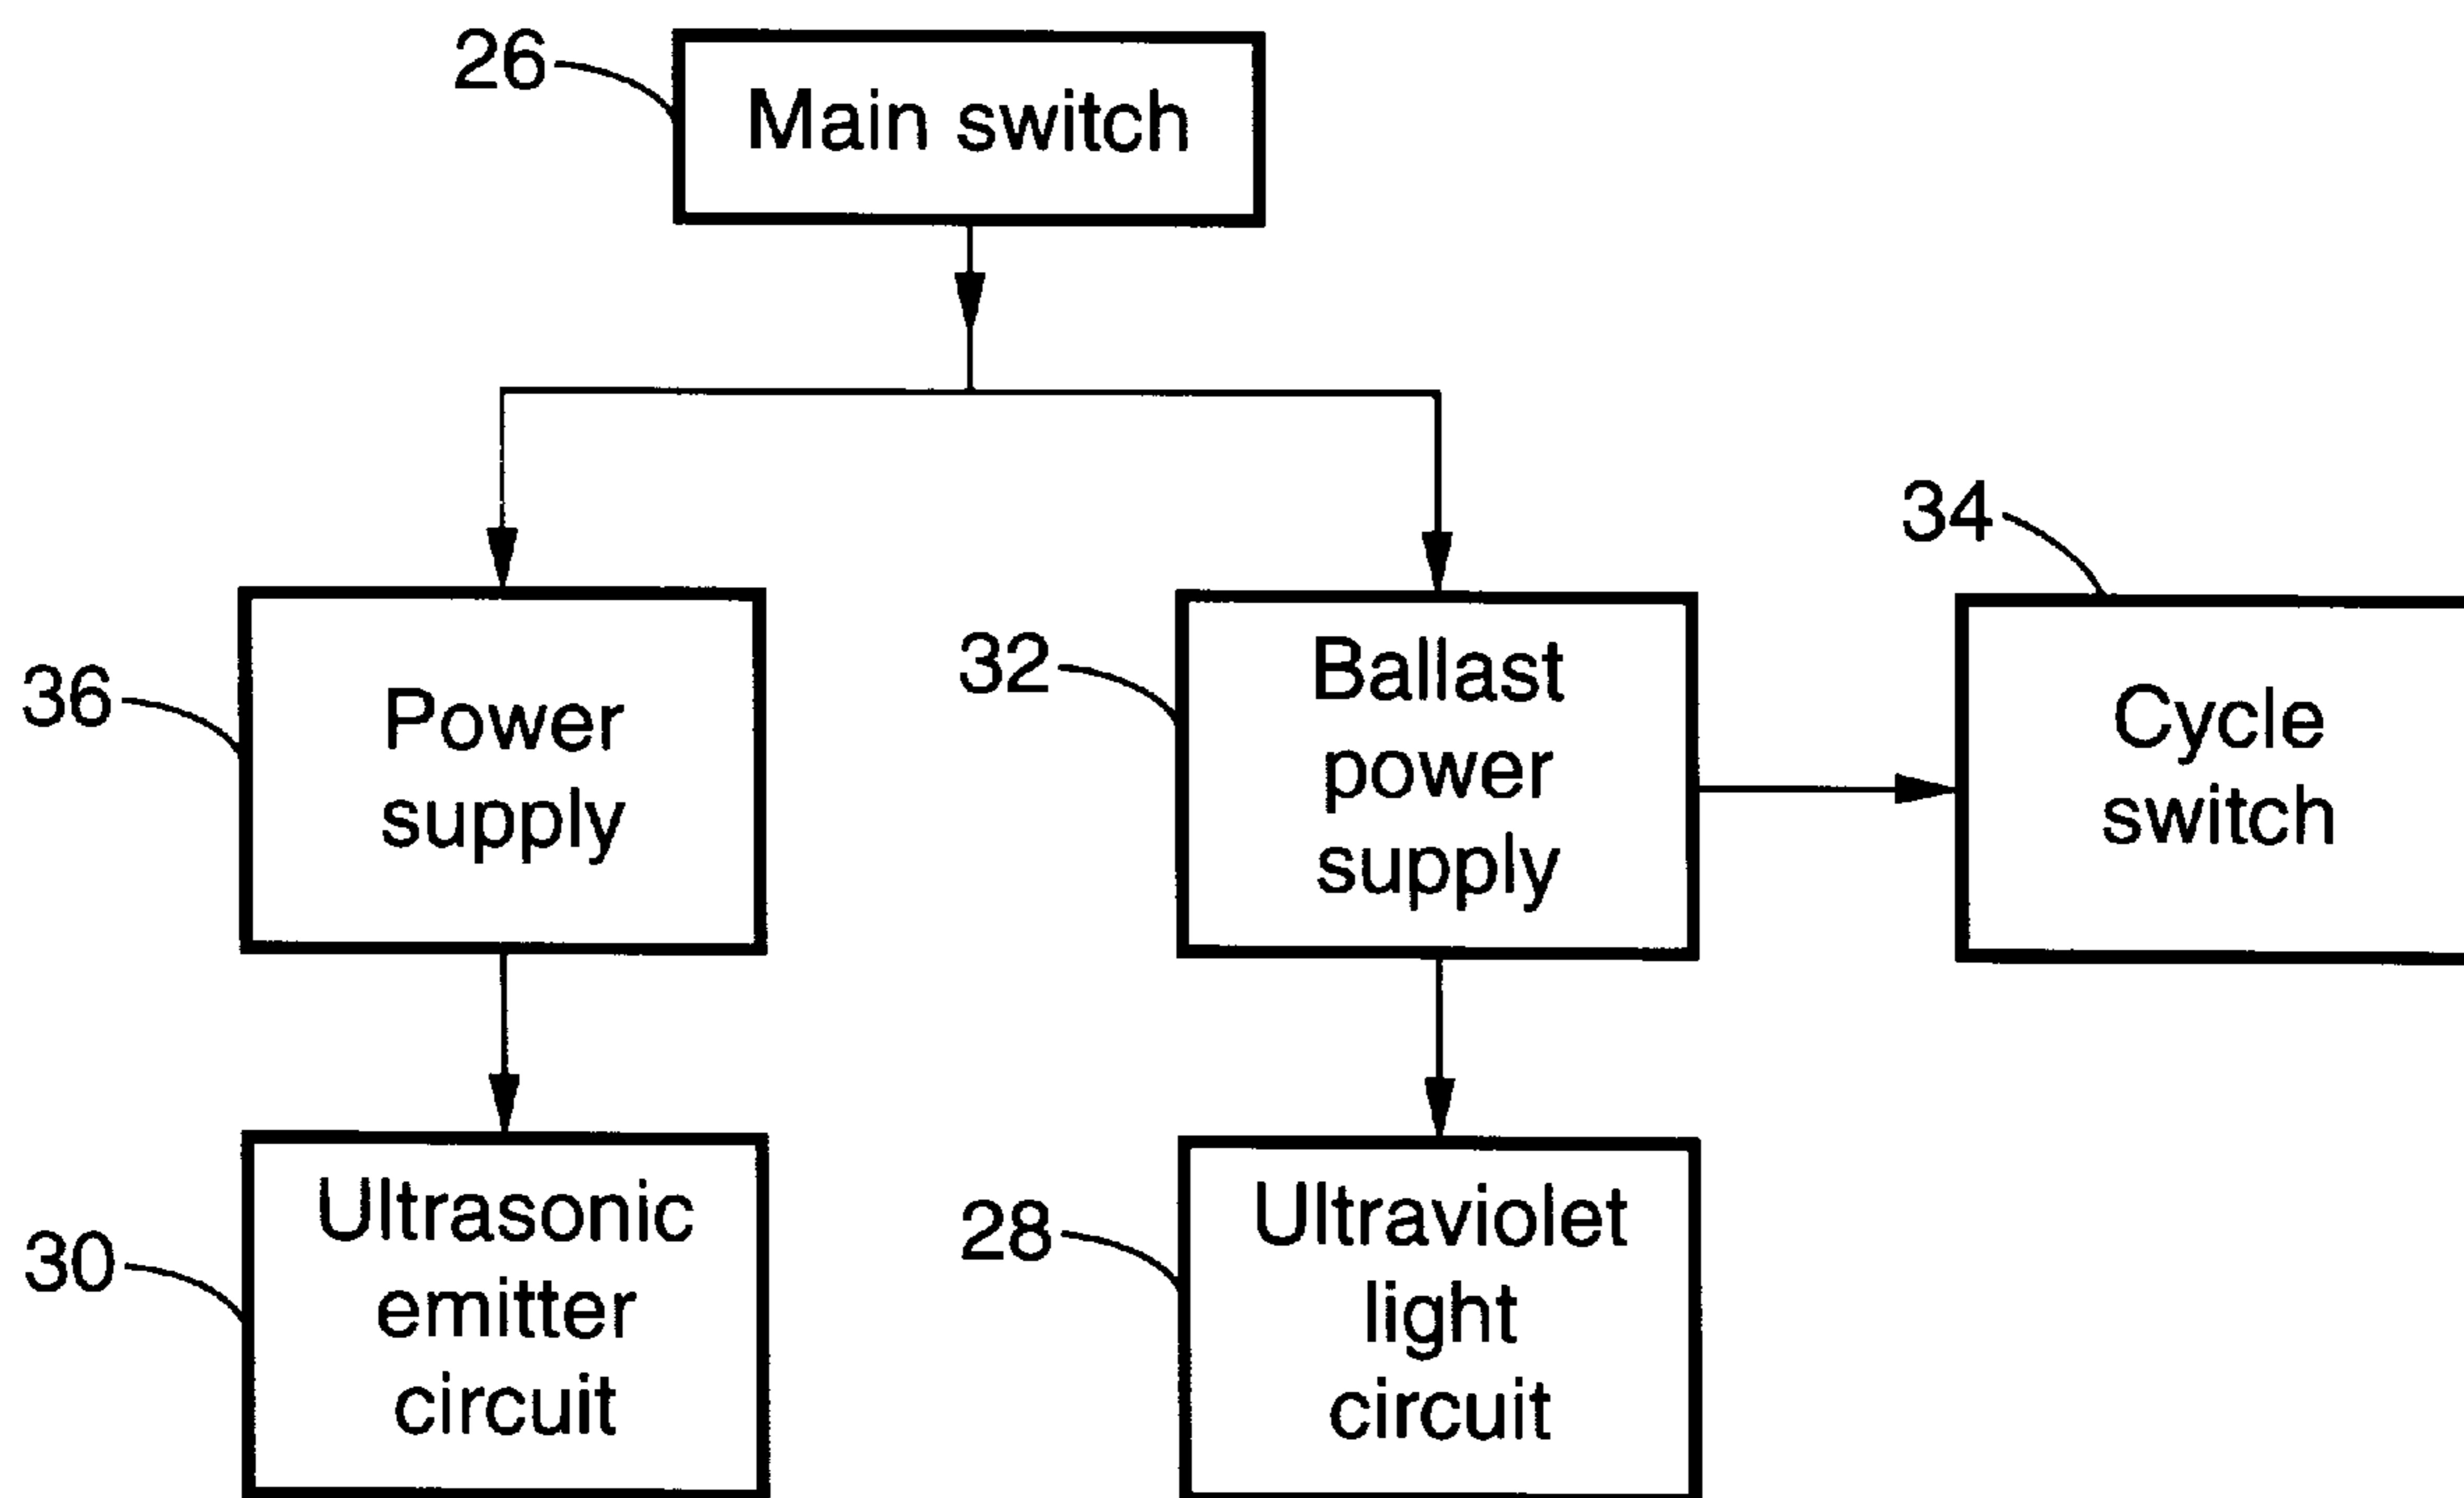 26
Main switch
34
36
Power
supply
32
Ballast
power
supply
Cycle
switch
30
Ultrasonic
emitter
circuit
28
Ultraviolet
light
circuit